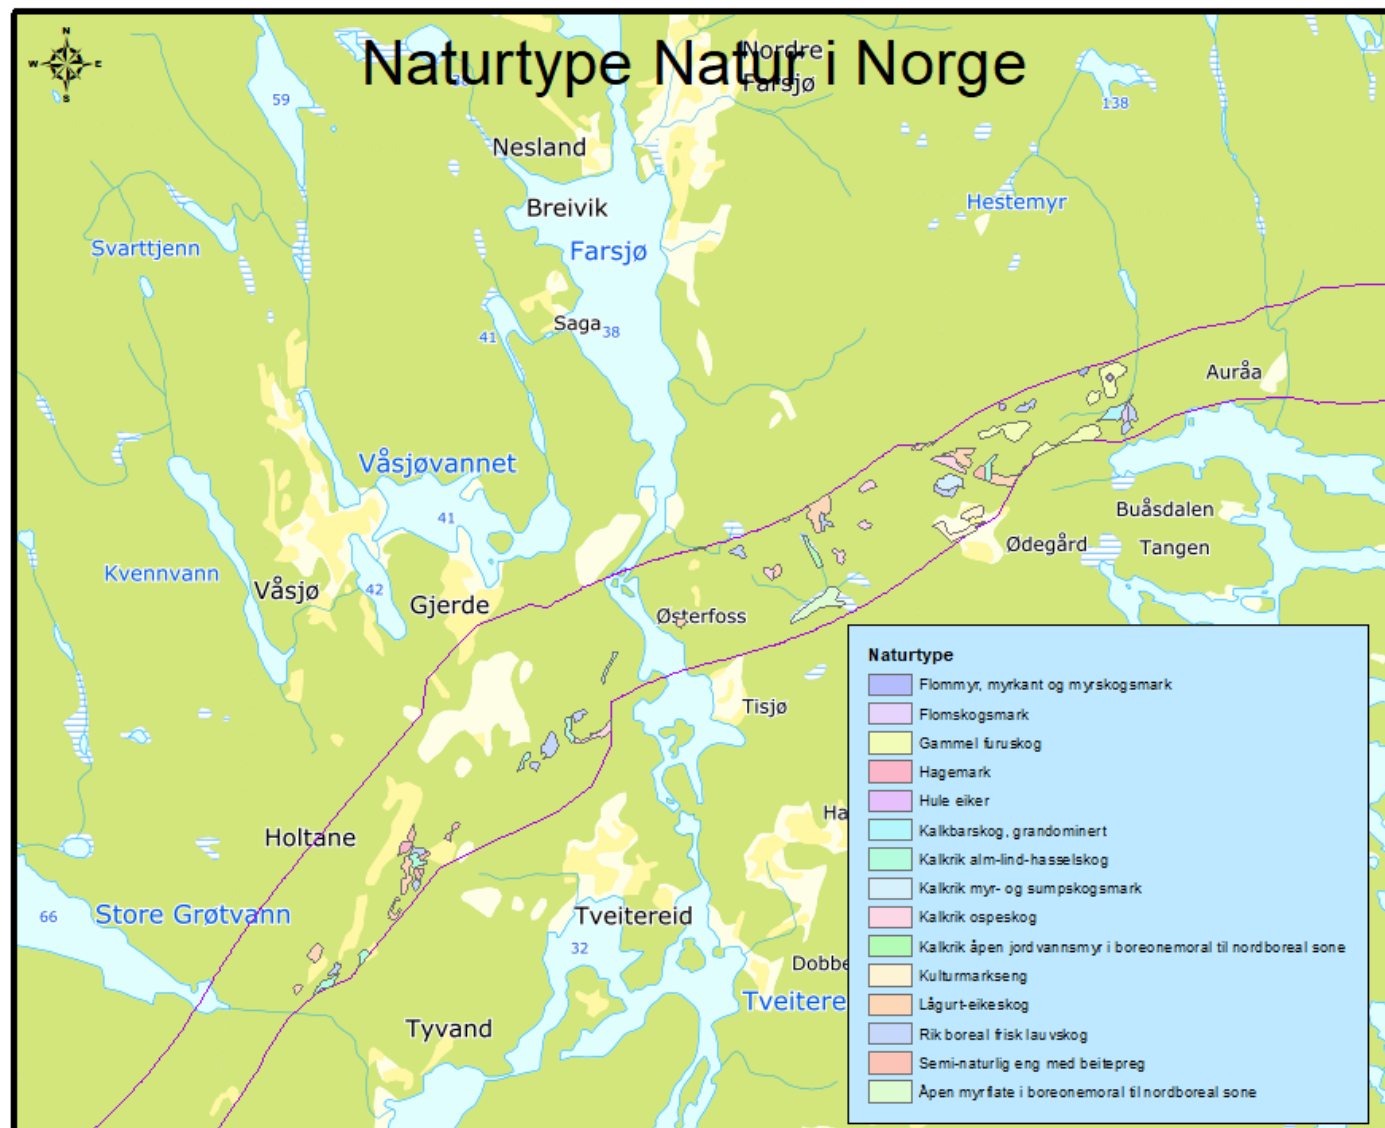 Naturtype Natur i Norge
N
W E
S
Nordre
Farsjø
59
138
Nesland
Hestemyr
Breivik
Svarttjenn
Farsjø
Saga
38
41
Auråa
Våsjøvannet
41
Buåsdalen
Ødegård
Tangen
Kvennvann
42
Våsjø
Gjerde
Østerfoss
Tisjø
Holtane
Ha
66
Store Grøtvann
Tveitereid
32
Dobbe
Tveitere
Tyvand
Naturtype
Flommyr, myrkant og myrskogsmark
Flomskogsmark
Gammel furuskog
Hagemark
Hule eiker
Kalkbarskog, grandominert
Kalkrik alm-lind-hasselskog
Kalkrik myr- og sumpskogsmark
Kalkrik ospeskog
Kalkrik åpen jordvannsmyr i boreonemoral til nordboreal sone
Kulturmarkseng
Lågurt-eikeskog
Rik boreal frisk lauvskog
Semi-naturlig eng med beitepreg
Åpen myrflate i boreonemoral til nordboreal sone